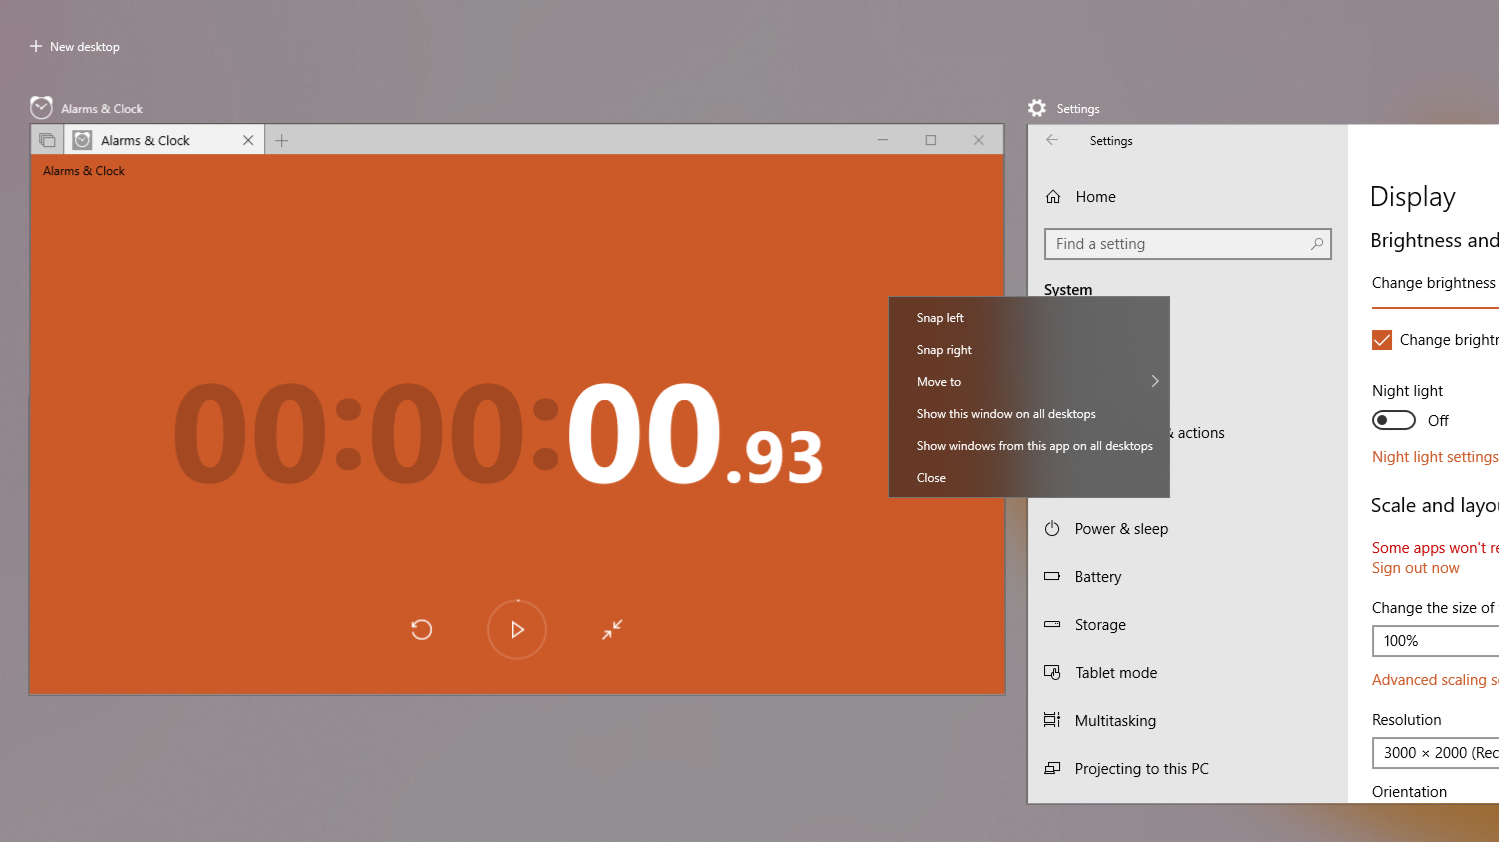 New desktop
Alarms & Clock
Alarms & Clock
Alarms & Clock
00:00:00.93
Settings
Settings
Home
Find a setting
System
Snap left
Snap right
Move to
Show this window on all desktops
Show windows from this app on all desktops
Close
& actions
Power & sleep
Battery
Storage
Tablet mode
Multitasking
Projecting to this PC
Display
Brightness and
Change brightness
Change brightn
Night light
Off
Night light settings
Scale and layou
Some apps won't re
Sign out now
Change the size of
100%
Advanced scaling s
Resolution
3000 × 2000 (Rec
Orientation